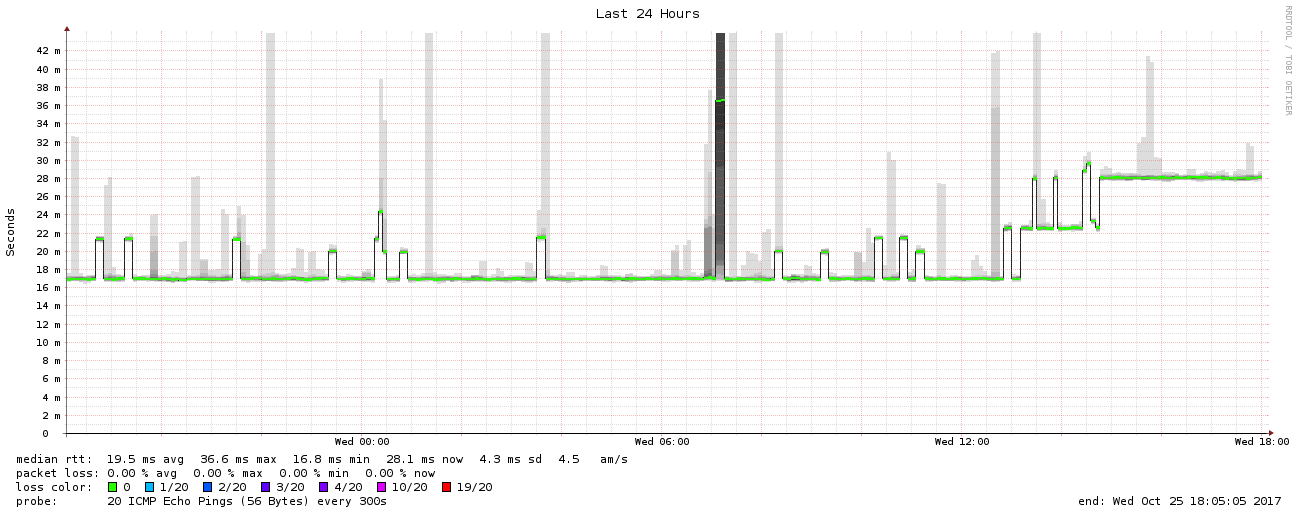 Last 24 Hours
RRDTOOL / TOBI OETIKER
Seconds
42 m
40 m
38 m
36 m
34 m
32 m
30 m
28 m
26 m
24 m
22 m
20 m
18 m
16 m
14 m
12 m
10 m
8 m
6 m
4 m
2 m
0
Wed 00:00 Wed 06:00 Wed 12:00 Wed 18:00
median rtt: 19.5 ms avg 36.6 ms max 16.8 ms min 28.1 ms now 4.3 ms sd 4.5 am/s
packet loss: 0.00 % avg 0.00 % max 0.00 % min 0.00 % now
loss color: 0 1/20 2/20 3/20 4/20 10/20 19/20
probe: 20 ICMP Echo Pings (56 Bytes) every 300s end: Wed Oct 25 18:05:05 2017